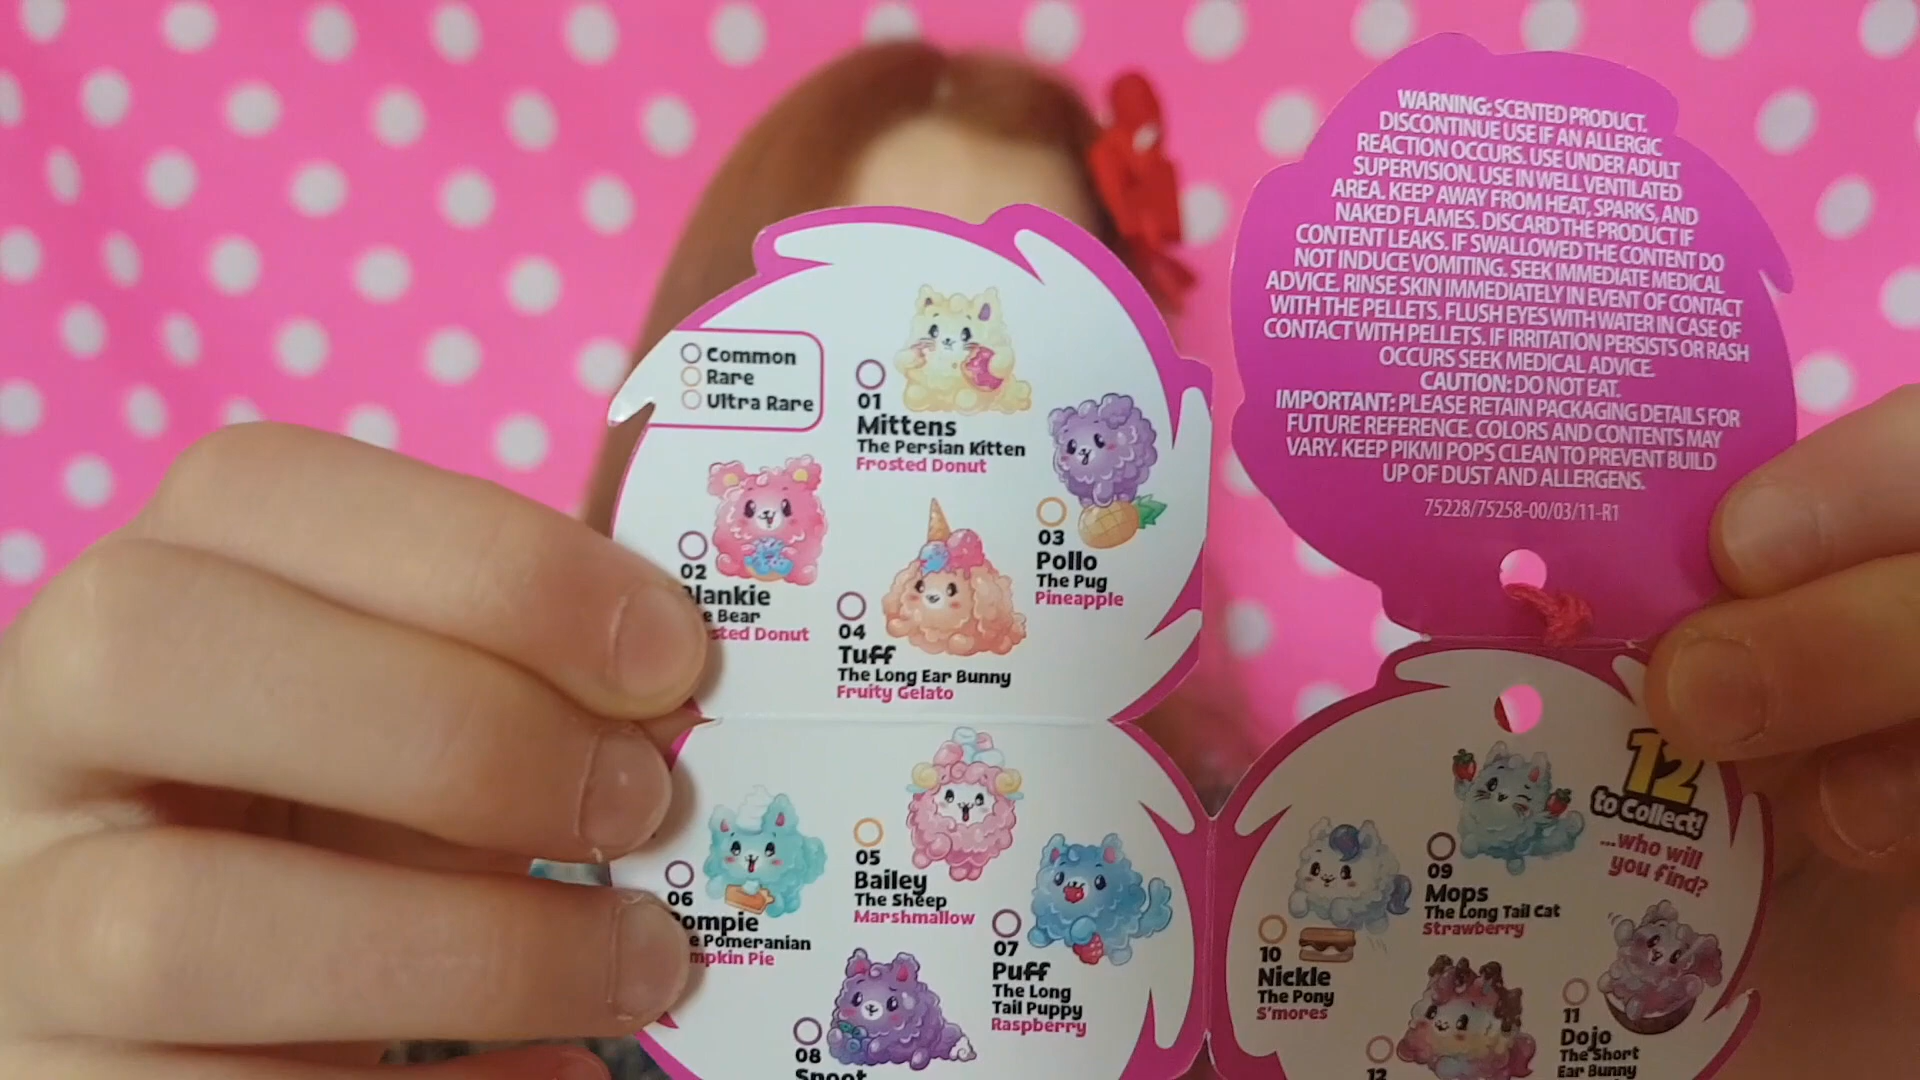 Common
Rare
Ultra Rare
01
Mittens
The Persian Kitten
Frosted Donut
02
lankie
e Bear
sted Donut
03
Pollo
The Pug
Pineapple
04
Tuff
The Long Ear Bunny
Fruity Gelato
05
Bailey
The Sheep
Marshmallow
06
ompie
e Pomeranian
mpkin Pie
07
Puff
The Long
Tail Puppy
Raspberry
08
Snoot
WARNING: SCENTED PRODUCT.
DISCONTINUE USE IF AN ALLERGIC
REACTION OCCURS. USE UNDER ADULT
SUPERVISION. USE IN WELL VENTILATED
AREA. KEEP AWAY FROM HEAT, SPARKS, AND
NAKED FLAMES. DISCARD THE PRODUCT IF
CONTENT LEAKS. IF SWALLOWED THE CONTENT DO
NOT INDUCE VOMITING. SEEK IMMEDIATE MEDICAL
ADVICE. RINSE SKIN IMMEDIATELY IN EVENT OF CONTACT
WITH THE PELLETS. FLUSH EYES WITH WATER IN CASE OF
CONTACT WITH PELLETS. IF IRRITATION PERSISTS OR RASH
OCCURS SEEK MEDICAL ADVICE.
CAUTION: DO NOT EAT.
IMPORTANT: PLEASE RETAIN PACKAGING DETAILS FOR
FUTURE REFERENCE. COLORS AND CONTENTS MAY
VARY. KEEP PIKMI POPS CLEAN TO PREVENT BUILD
UP OF DUST AND ALLERGENS.
75228/75258-00/03/11-R1
12
to Collect!
...who will
you find?
09
Mops
The Long Tail Cat
Strawberry
10
Nickle
The Pony
S'mores
11
Dojo
The Short
Ear Bunny
12